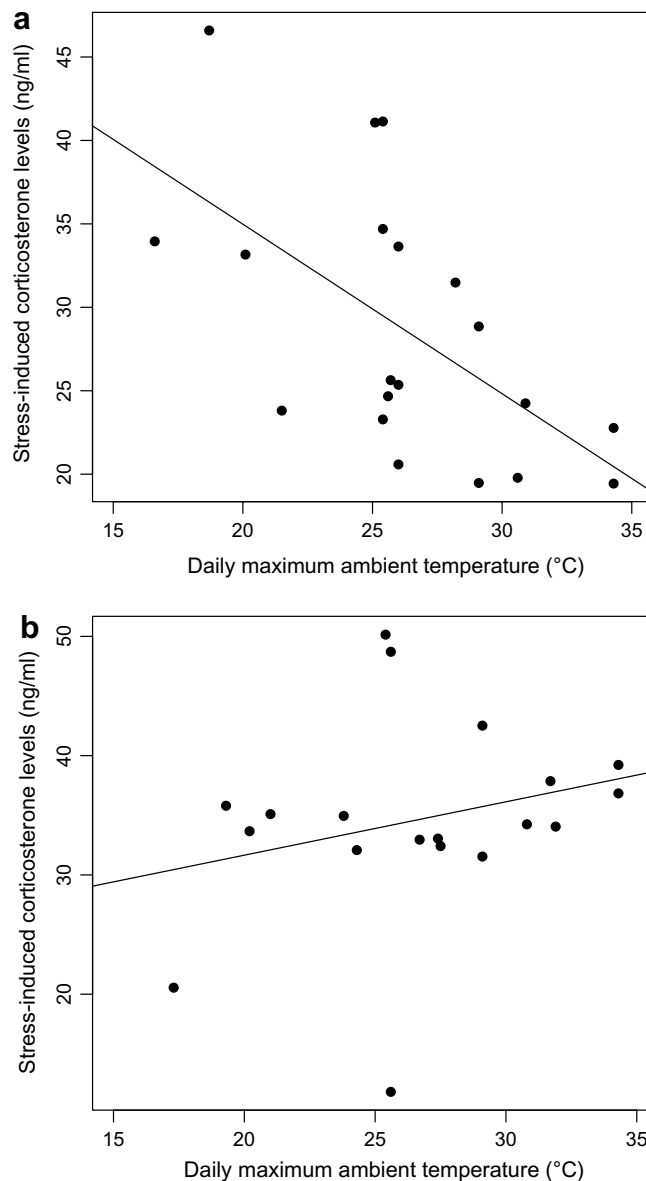 a
Stress-induced corticosterone levels (ng/ml)
45
40
35
30
25
20
15 20 25 30 35
Daily maximum ambient temperature (°C)
b
Stress-induced corticosterone levels (ng/ml)
50
40
30
20
15 20 25 30 35
Daily maximum ambient temperature (°C)